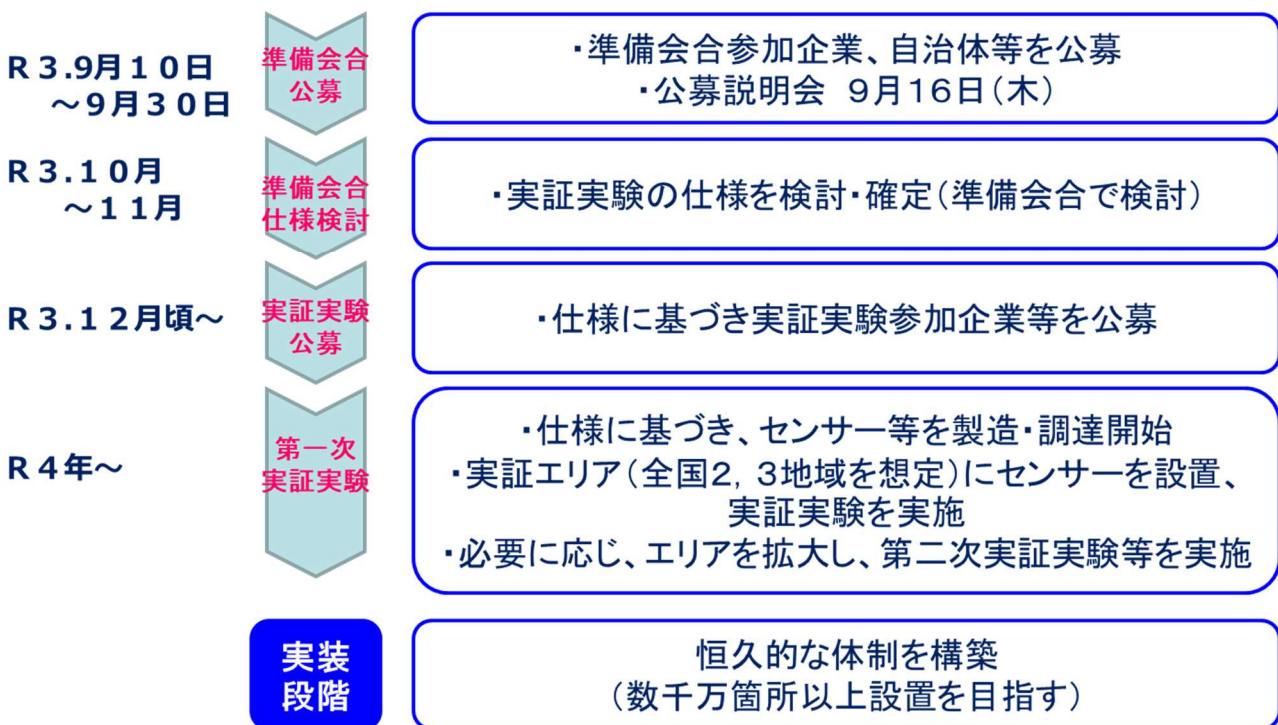 R3.9月10日
~9月30日
準備会合
公募
・準備会合参加企業、自治体等を公募
・公募説明会 9月16日(木)
R3.10月
~11月
準備会合
仕様検討
・実証実験の仕様を検討・確定(準備会合で検討)
R3.12月頃~
実証実験
公募
・仕様に基づき実証実験参加企業等を公募
R4年~
第一次
実証実験
・仕様に基づき、センサー等を製造・調達開始
・実証エリア(全国2,3地域を想定)にセンサーを設置、
実証実験を実施
・必要に応じ、エリアを拡大し、第二次実証実験等を実施
実装
段階
恒久的な体制を構築
(数千万箇所以上設置を目指す)